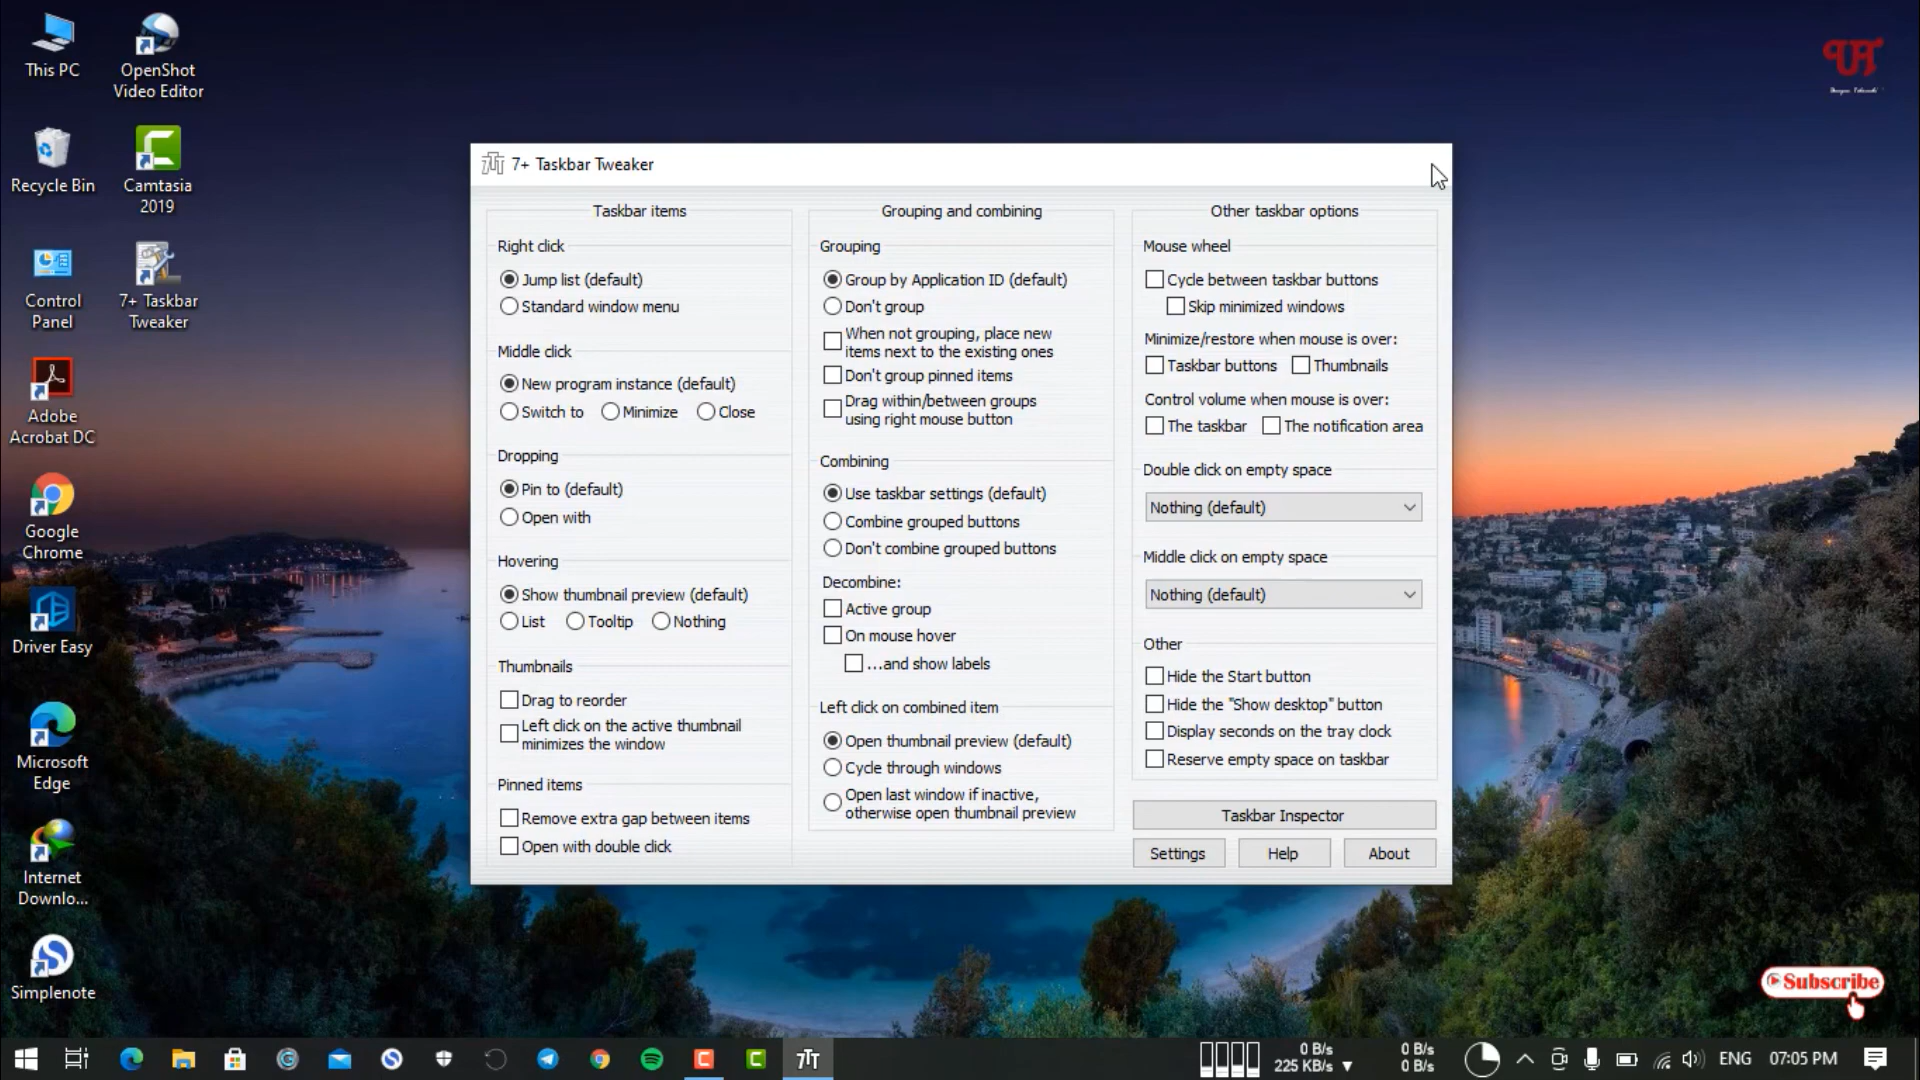 This PC
OpenShot
Video Editor
Recycle Bin
Camtasia
2019
Control
Panel
7+ Taskbar
Tweaker
Adobe
Acrobat DC
Google
Chrome
Driver Easy
Microsoft
Edge
Internet
Downlo...
Simplenote
7+ Taskbar Tweaker
Taskbar items
Right click
Jump list (default)
Standard window menu
Middle click
New program instance (default)
Switch to Minimize Close
Dropping
Pin to (default)
Open with
Hovering
Show thumbnail preview (default)
List Tooltip Nothing
Thumbnails
Drag to reorder
Left click on the active thumbnail
minimizes the window
Pinned items
Remove extra gap between items
Open with double click
Grouping and combining
Grouping
Group by Application ID (default)
Don't group
When not grouping, place new
items next to the existing ones
Don't group pinned items
Drag within/between groups
using right mouse button
Combining
Use taskbar settings (default)
Combine grouped buttons
Don't combine grouped buttons
Decombine:
Active group
On mouse hover
...and show labels
Left click on combined item
Open thumbnail preview (default)
Cycle through windows
Open last window if inactive,
otherwise open thumbnail preview
Other taskbar options
Mouse wheel
Cycle between taskbar buttons
Skip minimized windows
Minimize/restore when mouse is over:
Taskbar buttons Thumbnails
Control volume when mouse is over:
The taskbar The notification area
Double click on empty space
Nothing (default)
Middle click on empty space
Nothing (default)
Other
Hide the Start button
Hide the "Show desktop" button
Display seconds on the tray clock
Reserve empty space on taskbar
Taskbar Inspector
Settings Help About
UT
Subscribe
0 B/s 0 B/s
225 KB/s 0 B/s
ENG 07:05 PM